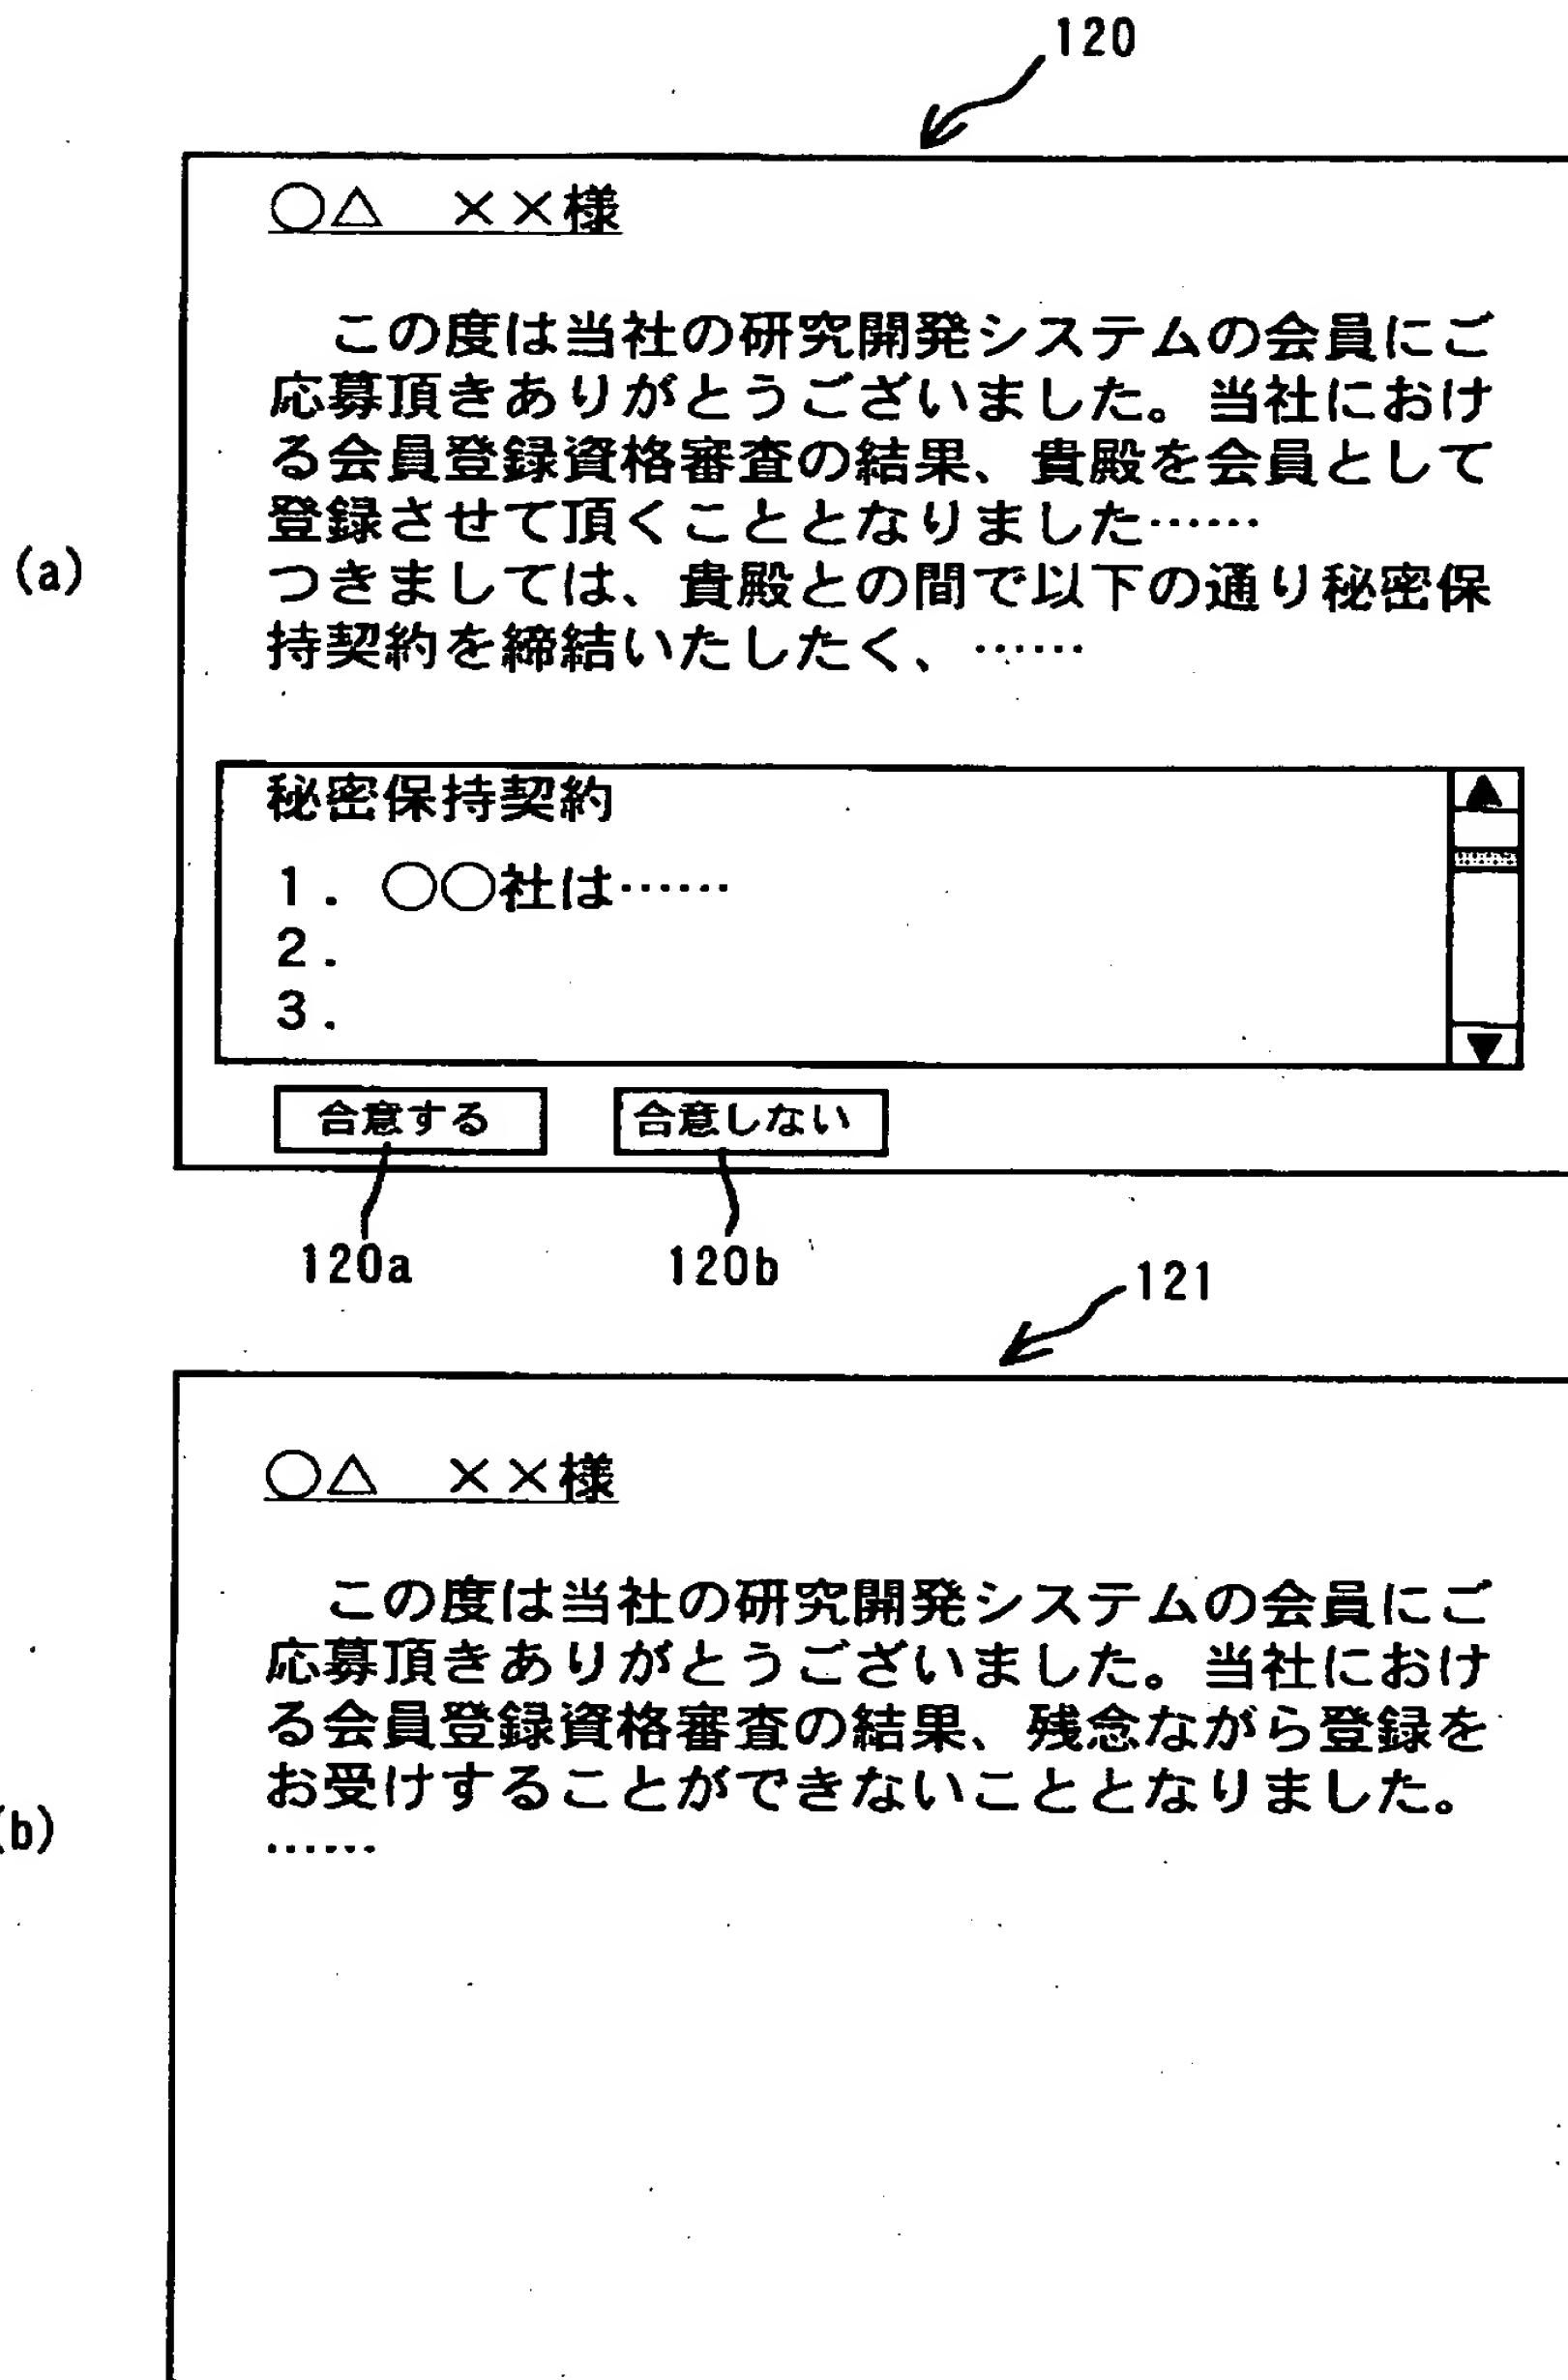 120
○△　××様
この度は当社の研究開発システムの会員にご
応募頂きありがとうございました。当社におけ
る会員登録資格審査の結果、貴殿を会員として
登録させて頂くこととなりました……
(a)
つきましては、貴殿との間で以下の通り秘密保
持契約を締結いたしたく、……
秘密保持契約
1．○○社は……
2．
3．
合意する　合意しない
120a　120b
121
○△　××様
この度は当社の研究開発システムの会員にご
応募頂きありがとうございました。当社におけ
る会員登録資格審査の結果、残念ながら登録を
お受けすることができないこととなりました。
(b)
……